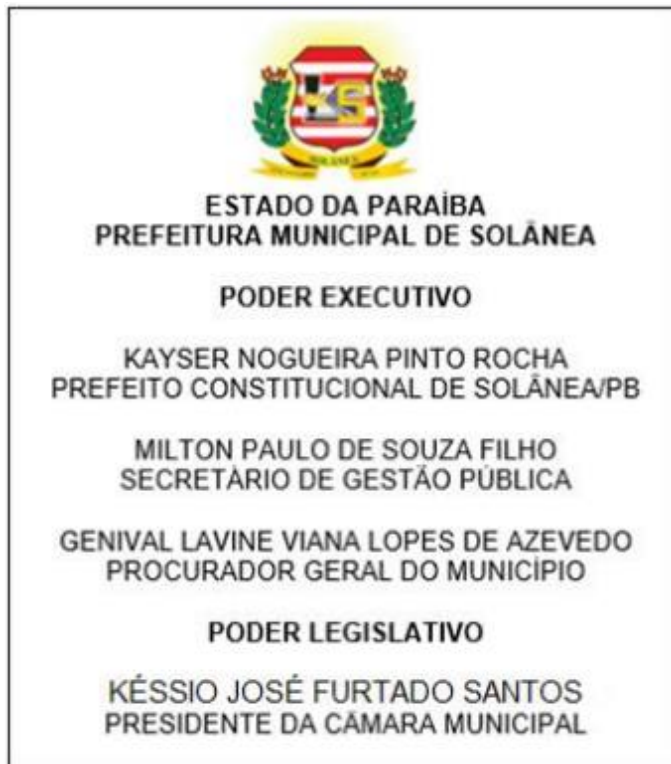 SOLÂNEA
ESTADO DA PARAÍBA
PREFEITURA MUNICIPAL DE SOLÂNEA
PODER EXECUTIVO
KAYSER NOGUEIRA PINTO ROCHA
PREFEITO CONSTITUCIONAL DE SOLÂNEA/PB
MILTON PAULO DE SOUZA FILHO
SECRETÁRIO DE GESTÃO PÚBLICA
GENIVAL LAVINE VIANA LOPES DE AZEVEDO
PROCURADOR GERAL DO MUNICÍPIO
PODER LEGISLATIVO
KÉSSIO JOSÉ FURTADO SANTOS
PRESIDENTE DA CÂMARA MUNICIPAL